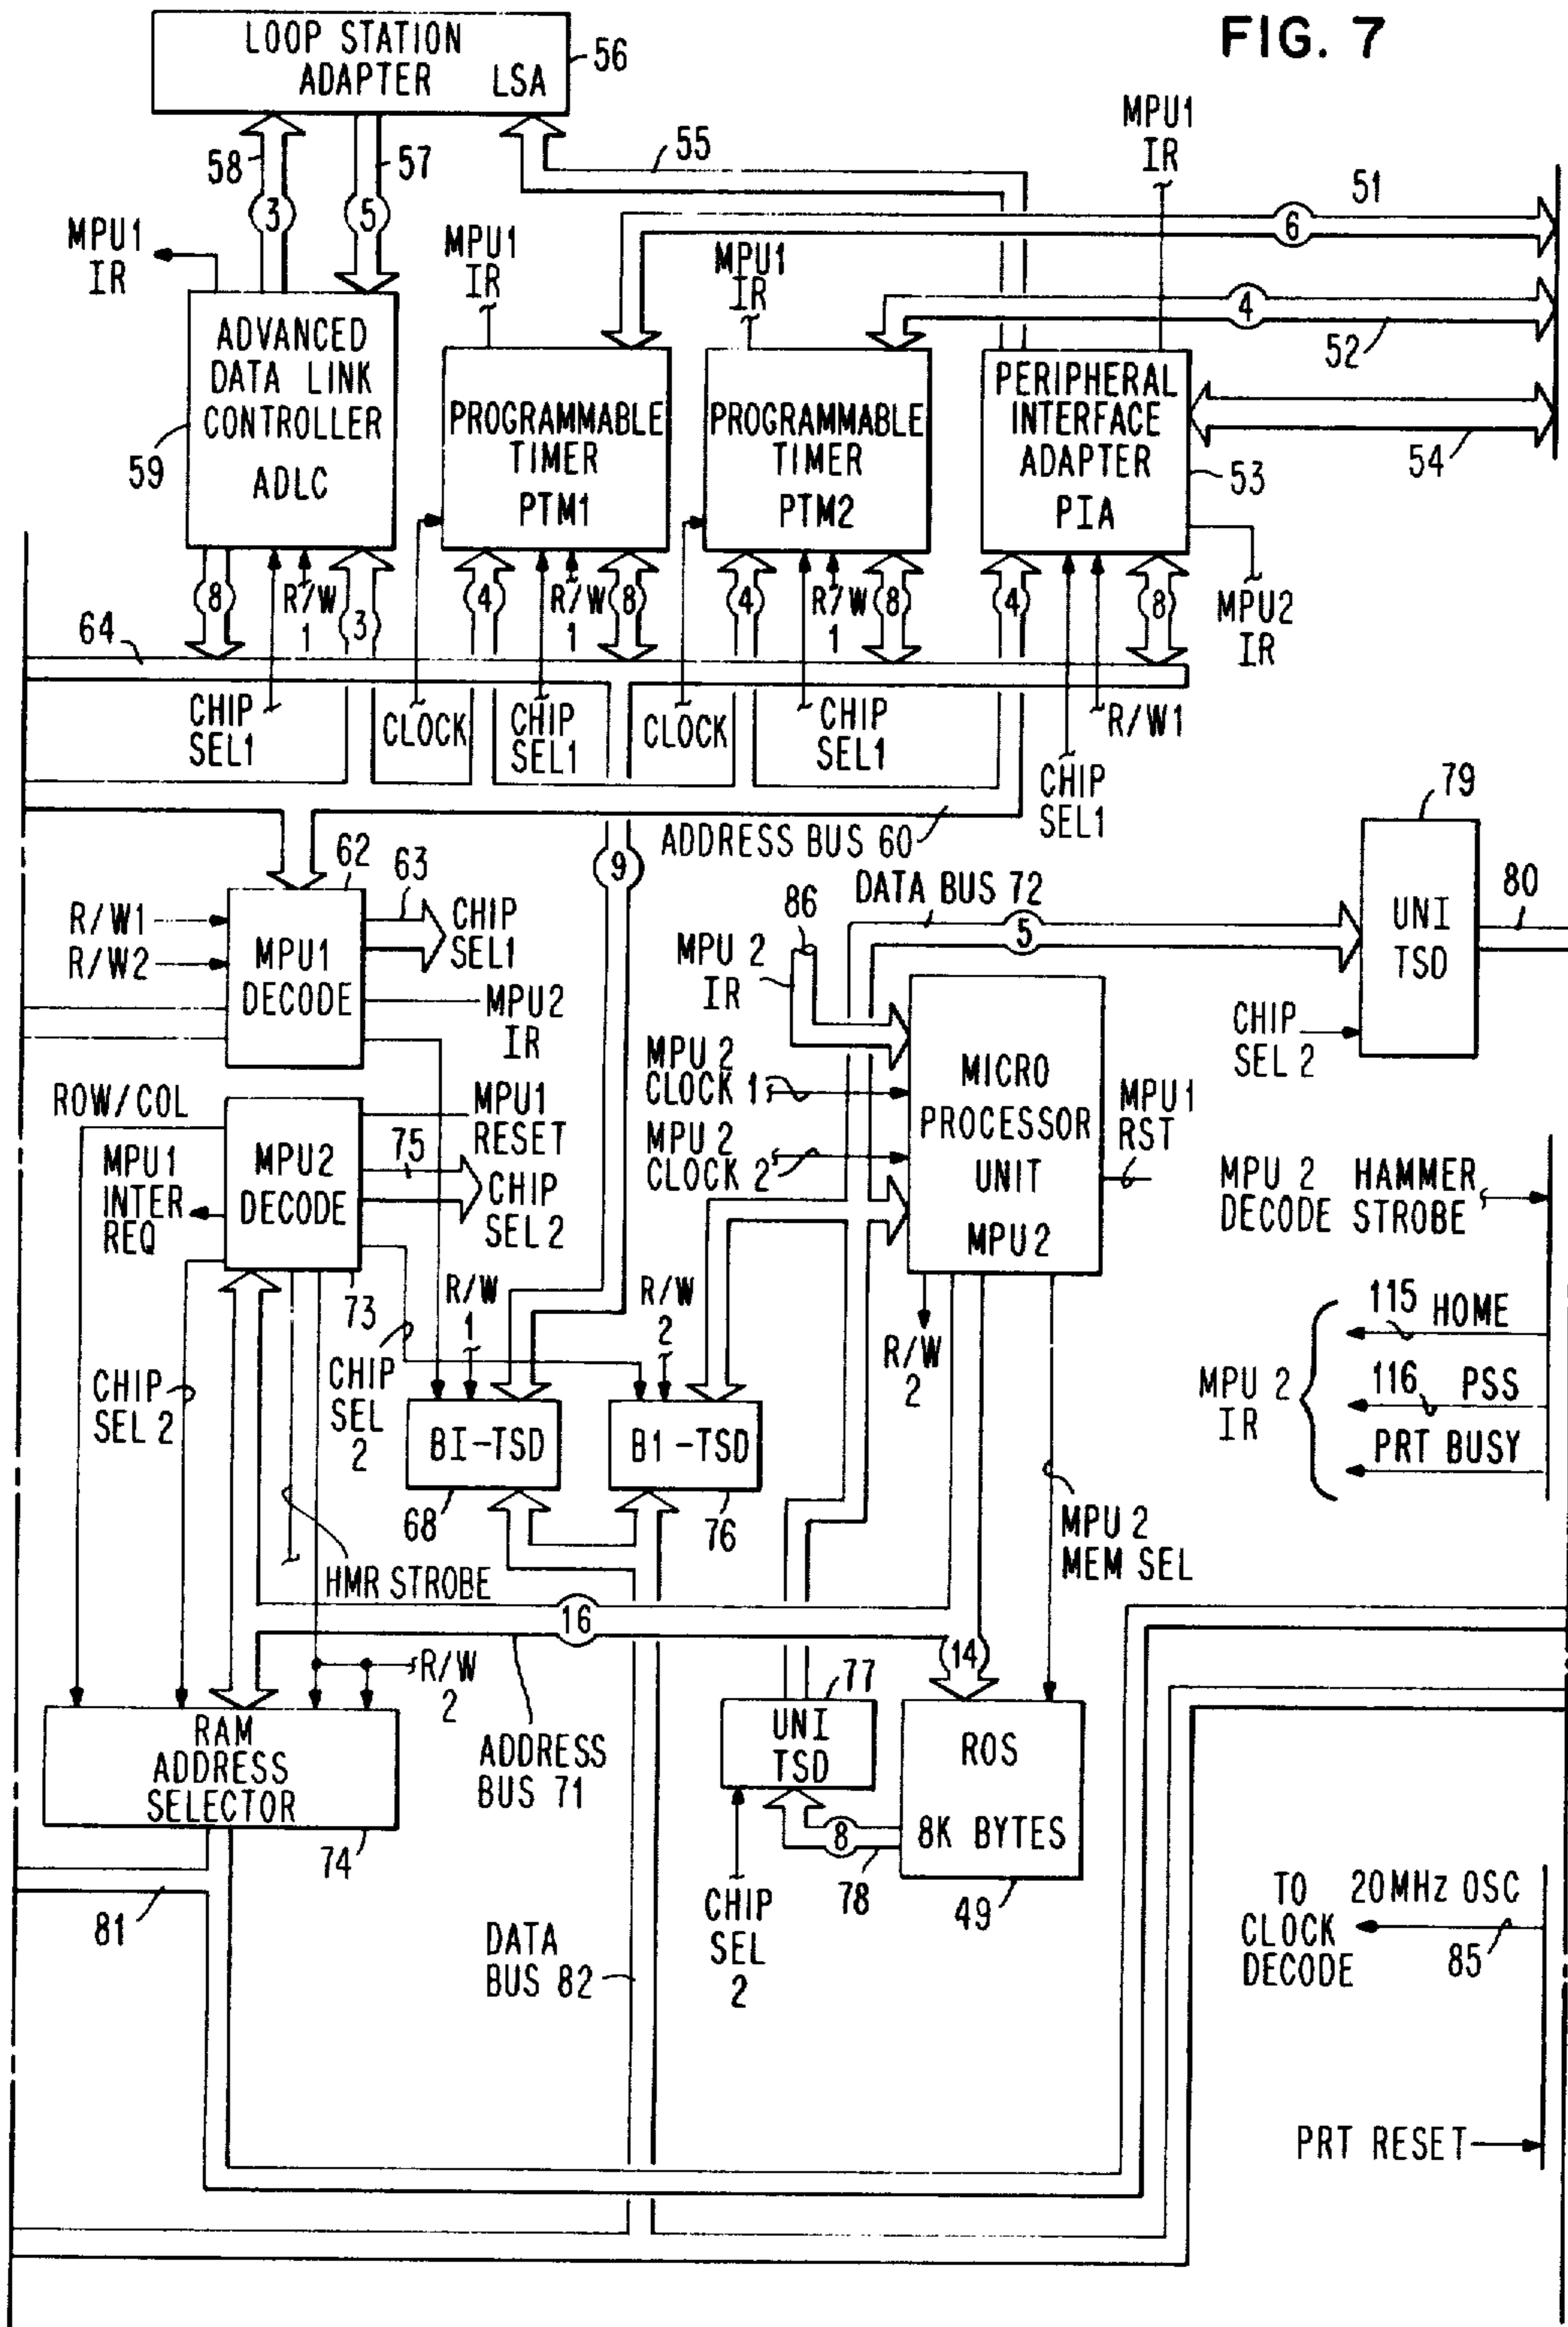 FIG. 7
LOOP STATION
ADAPTER LSA
56
58
57
55
MPU1
IR
51
3
5
6
MPU1
IR
MPU1
IR
MPU1
IR
4
52
ADVANCED
DATA LINK
CONTROLLER
ADLC
59
PROGRAMMABLE
TIMER
PTM1
PROGRAMMABLE
TIMER
PTM2
PERIPHERAL
INTERFACE
ADAPTER
PIA
53
54
8
R/W
1
3
4
R/W
1
8
4
R/W
1
8
4
8
MPU2
IR
64
CHIP
SEL1
CLOCK
CHIP
SEL1
CLOCK
CHIP
SEL1
R/W1
CHIP
SEL1
ADDRESS BUS 60
79
62
63
9
R/W1
R/W2
MPU1
DECODE
CHIP
SEL1
MPU2
IR
86
DATA BUS 72
5
MPU 2
IR
UNI
TSD
80
CHIP
SEL 2
MPU 2
CLOCK 1
MPU 2
CLOCK 2
MICRO
PROCESSOR
UNIT
MPU2
MPU1
RST
ROW/COL
MPU1
INTER
REQ
MPU2
DECODE
MPU1
RESET
75
CHIP
SEL 2
MPU 2 HAMMER
DECODE STROBE
73
R/W
1
R/W
2
R/W
2
115 HOME
116 PSS
PRT BUSY
MPU 2
IR
CHIP
SEL 2
CHIP
SEL
2
BI-TSD
68
B1-TSD
76
HMR STROBE
MPU 2
MEM SEL
16
14
R/W
2
ADDRESS
BUS 71
RAM
ADDRESS
SELECTOR
74
77
UNI
TSD
ROS
8K BYTES
8
78
49
81
CHIP
SEL
2
DATA
BUS 82
TO 20MHz OSC
CLOCK
DECODE
85
PRT RESET